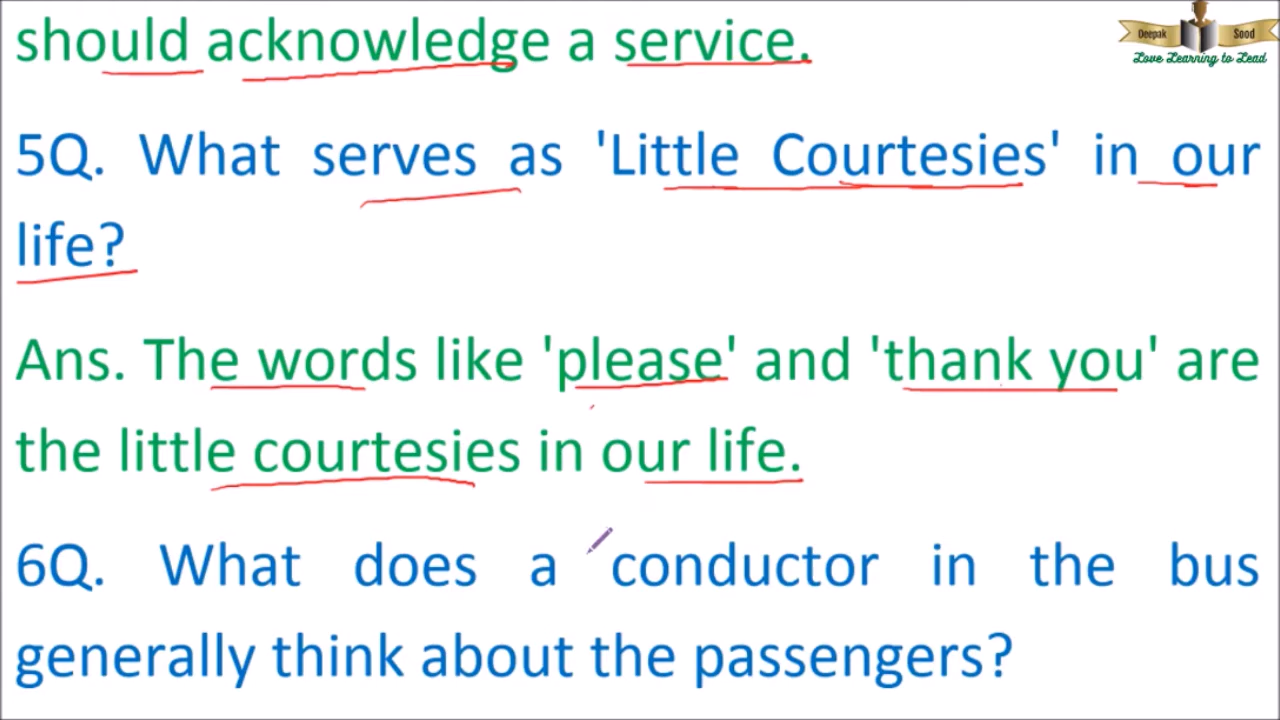 should acknowledge a service.
Deepak Sood
Love Learning to Lead
5Q. What serves as 'Little Courtesies' in our
life?
Ans. The words like 'please' and 'thank you' are
the little courtesies in our life.
6Q. What does a conductor in the bus
generally think about the passengers?